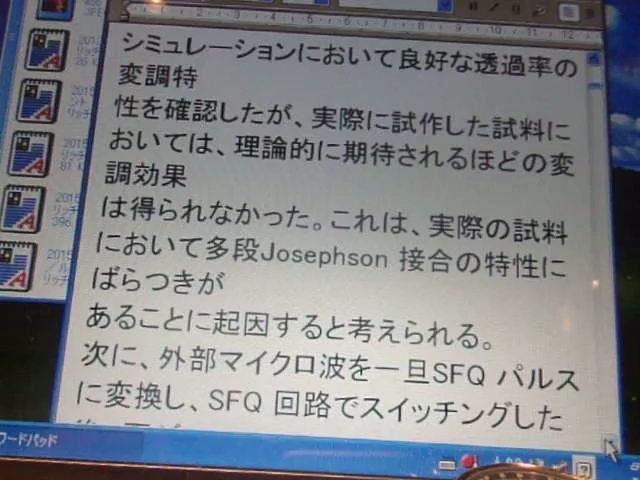 シミュレーションにおいて良好な透過率の
変調特
性を確認したが、実際に試作した試料に
おいては、理論的に期待されるほどの変
調効果
は得られなかった。これは、実際の試料
において多段Josephson 接合の特性に
ばらつきが
あることに起因すると考えられる。
次に、外部マイクロ波を一旦SFQ パルス
に変換し、SFQ 回路でスイッチングした
ワードパッド